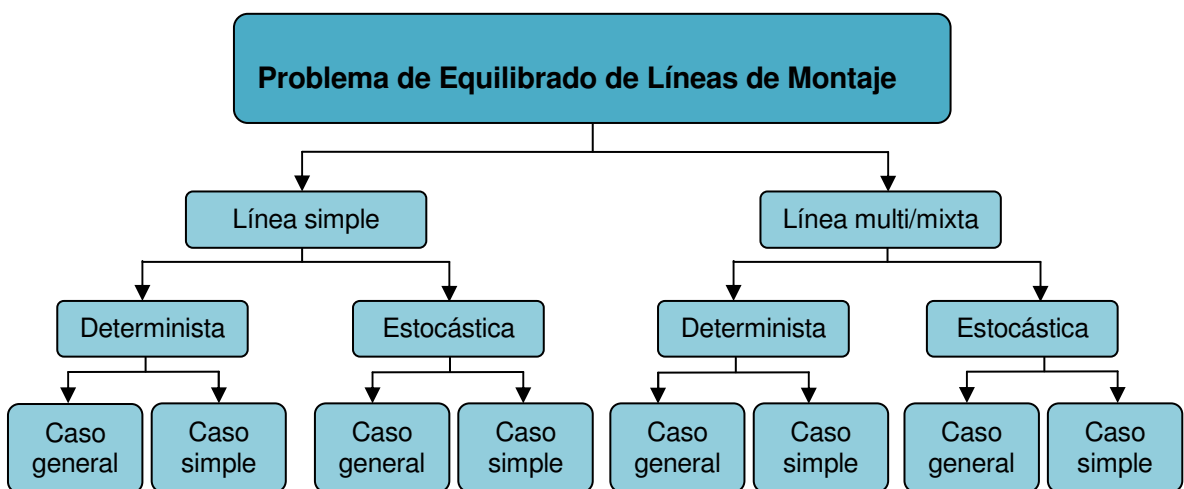 Problema de Equilibrado de Líneas de Montaje
Línea simple
Línea multi/mixta
Determinista
Estocástica
Determinista
Estocástica
Caso
general
Caso
simple
Caso
general
Caso
simple
Caso
general
Caso
simple
Caso
general
Caso
simple